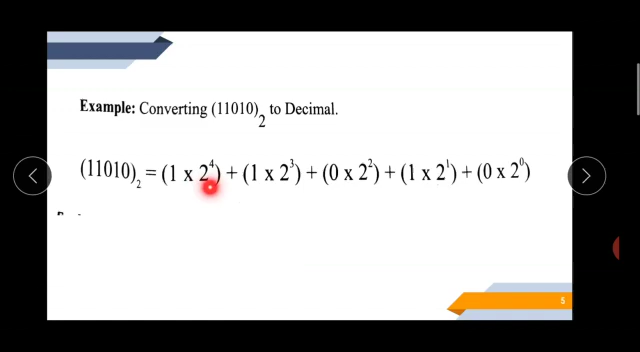 Example: Converting (11010)₂ to Decimal.
(11010)₂ = (1 x 2⁴) + (1 x 2³) + (0 x 2²) + (1 x 2¹) + (0 x 2⁰)
5